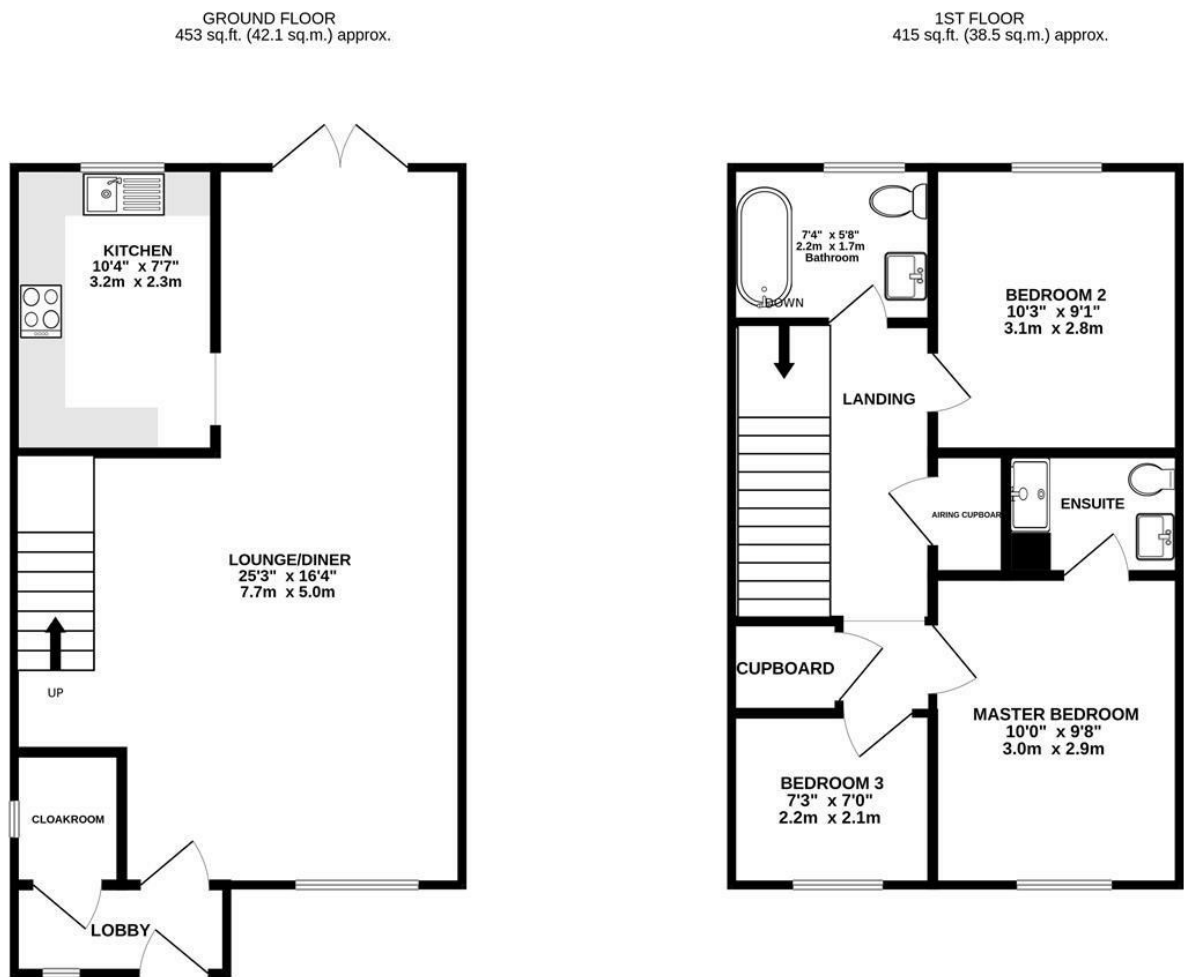 GROUND FLOOR
453 sq.ft. (42.1 sq.m.) approx.
KITCHEN
10'4" x 7'7"
3.2m x 2.3m
LOUNGE/DINER
25'3" x 16'4"
7.7m x 5.0m
UP
CLOAKROOM
LOBBY
1ST FLOOR
415 sq.ft. (38.5 sq.m.) approx.
7'4" x 5'8"
2.2m x 1.7m
Bathroom
DOWN
BEDROOM 2
10'3" x 9'1"
3.1m x 2.8m
LANDING
AIRING CUPBOAR
ENSUITE
CUPBOARD
MASTER BEDROOM
10'0" x 9'8"
3.0m x 2.9m
BEDROOM 3
7'3" x 7'0"
2.2m x 2.1m